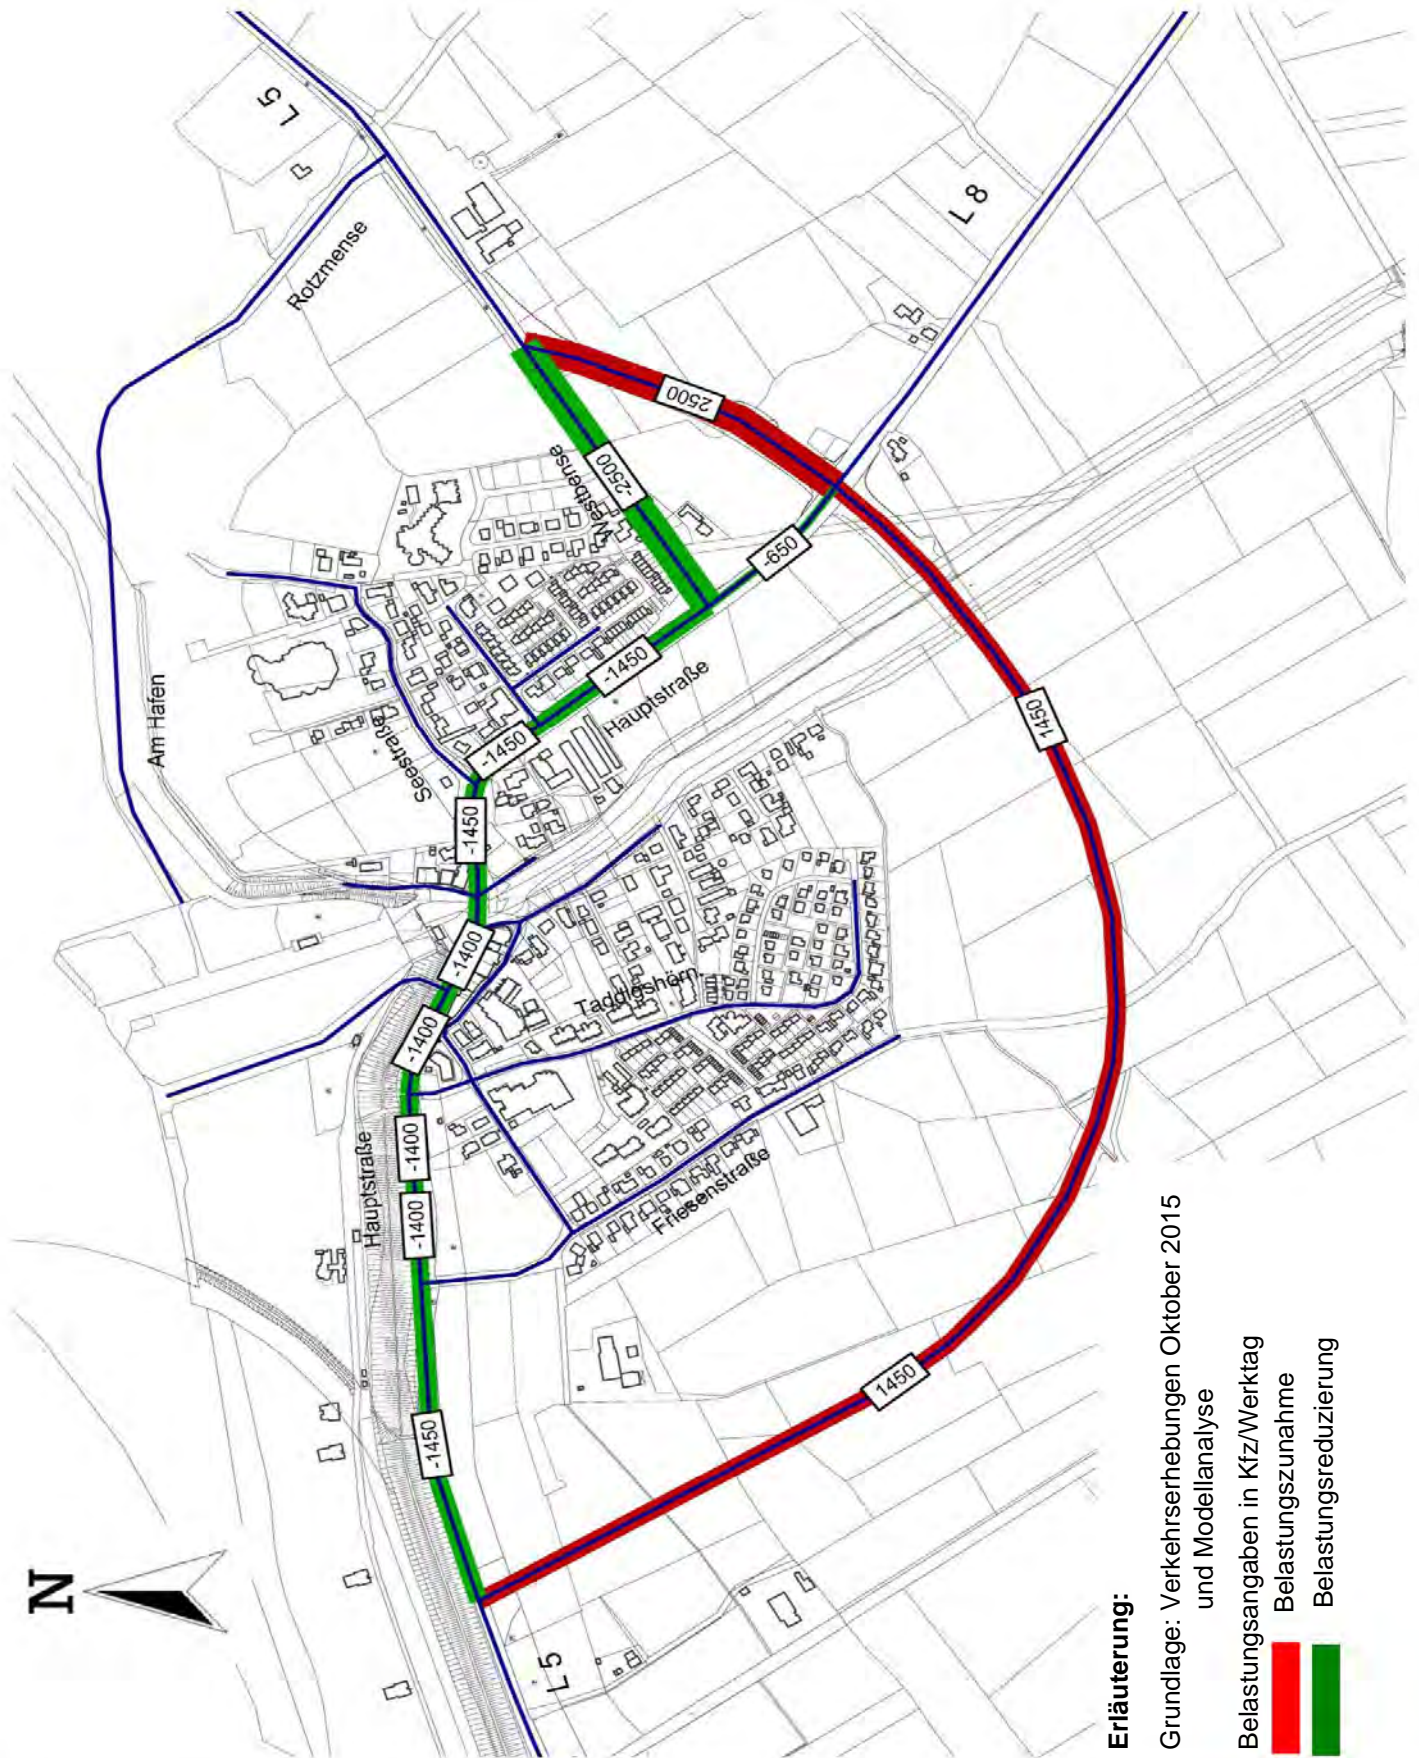 N
L 5
Rotzmense
L 8
Am Hafen
Seestraße
Westbense
2500
-2500
-650
-1450
Hauptstraße
-1450
-1450
1450
-1400
-1400
Taddigshörn
Hauptstraße
-1400
-1400
Friesenstraße
-1450
1450
L 5
Erläuterung:
Grundlage: Verkehrserhebungen Oktober 2015
und Modellanalyse
Belastungsangaben in Kfz/Werktag
Belastungszunahme
Belastungsreduzierung